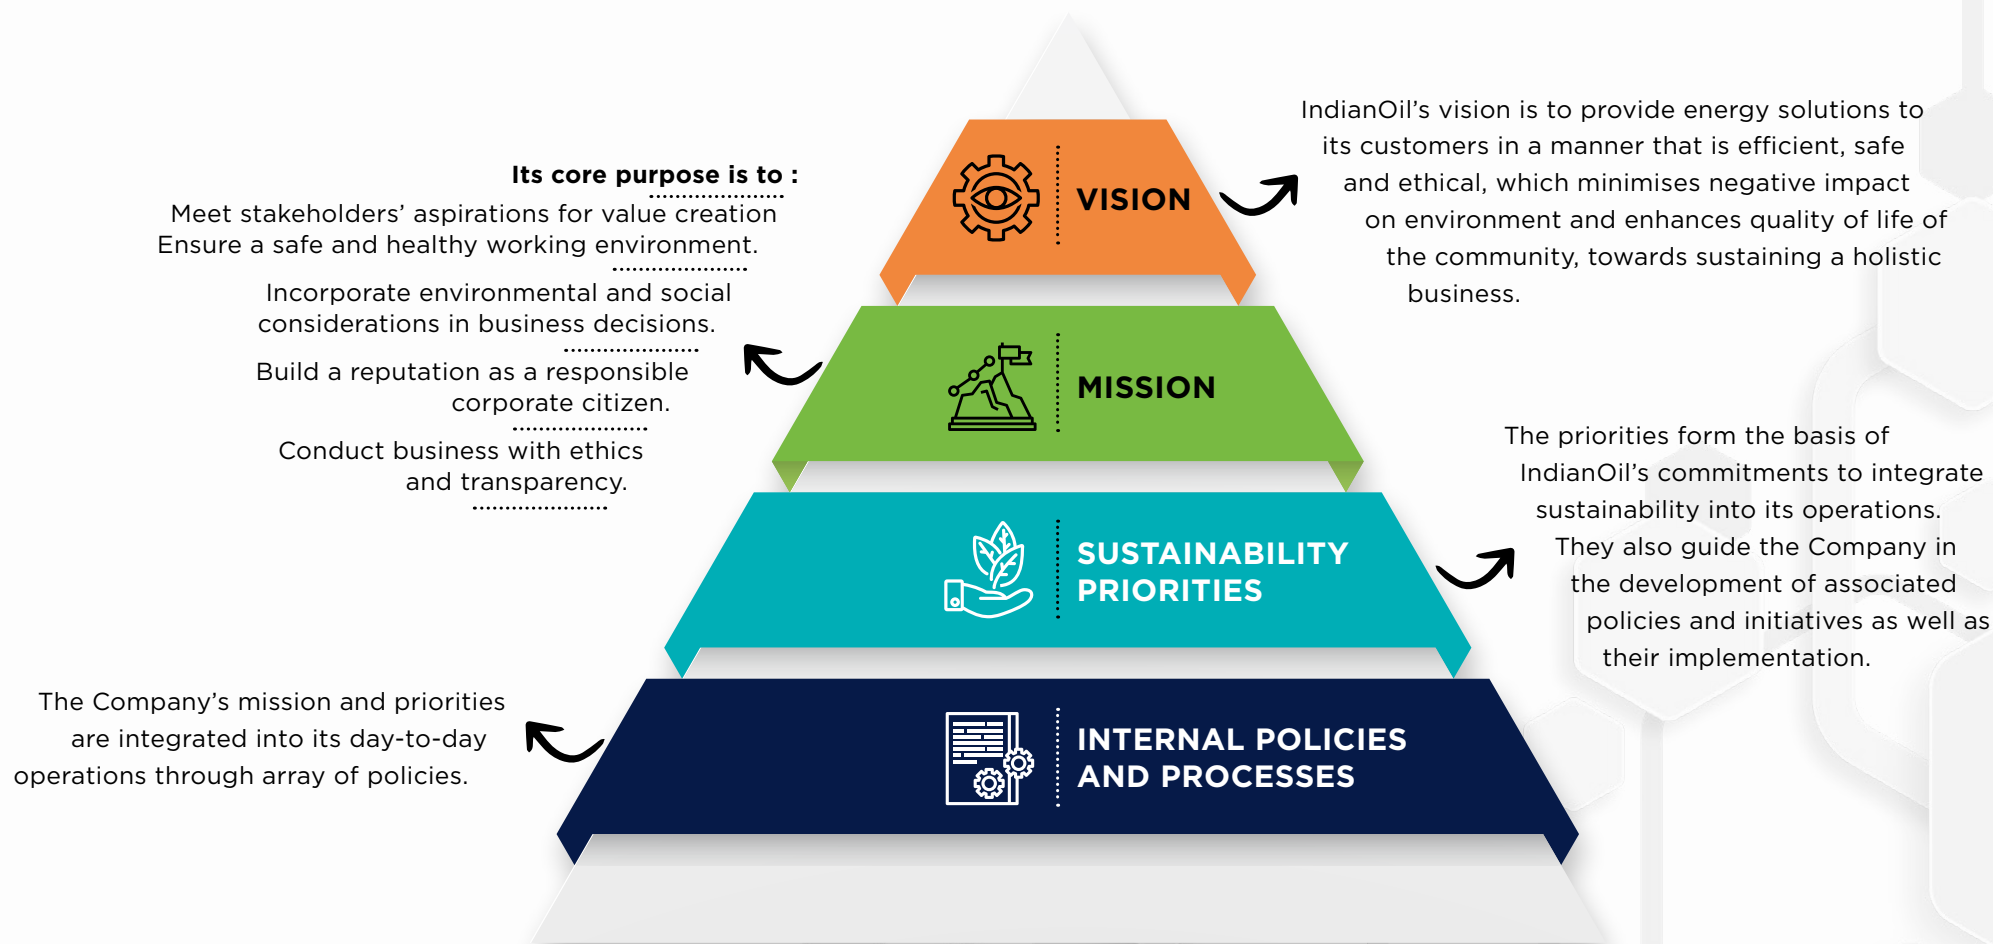 VISION
IndianOil’s vision is to provide energy solutions to
its customers in a manner that is efficient, safe
and ethical, which minimises negative impact
on environment and enhances quality of life of
the community, towards sustaining a holistic
business.
MISSION
Its core purpose is to :
Meet stakeholders’ aspirations for value creation
Ensure a safe and healthy working environment.
Incorporate environmental and social
considerations in business decisions.
Build a reputation as a responsible
corporate citizen.
Conduct business with ethics
and transparency.
SUSTAINABILITY
PRIORITIES
The priorities form the basis of
IndianOil’s commitments to integrate
sustainability into its operations.
They also guide the Company in
the development of associated
policies and initiatives as well as
their implementation.
INTERNAL POLICIES
AND PROCESSES
The Company’s mission and priorities
are integrated into its day-to-day
operations through array of policies.